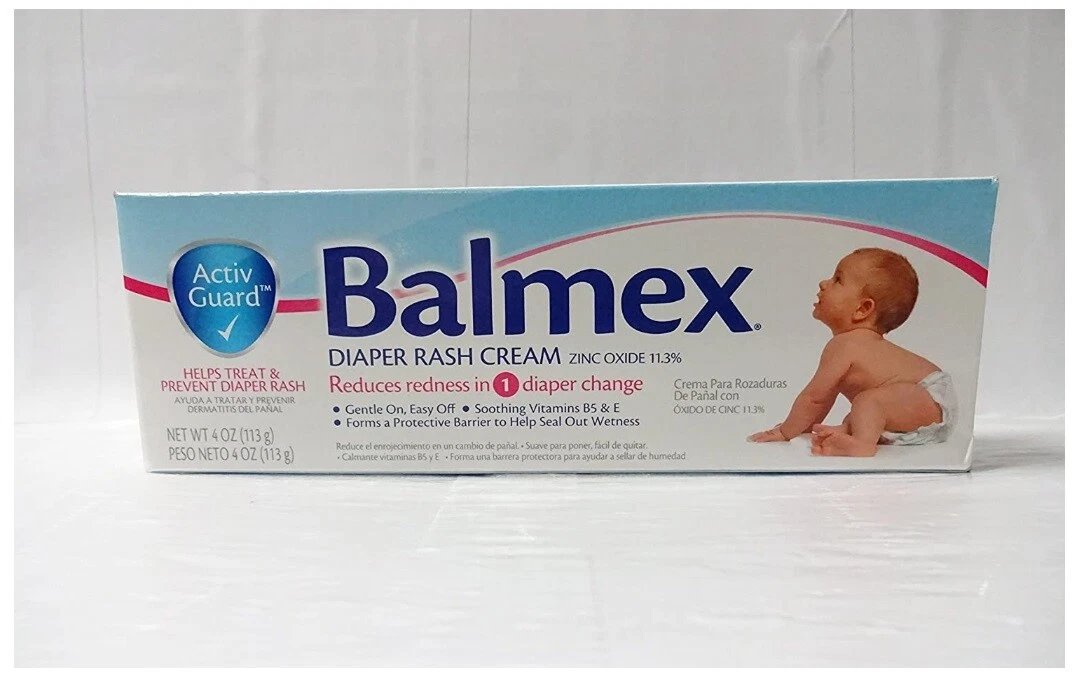 Activ
Guard™
Balmex®
DIAPER RASH CREAM ZINC OXIDE 11.3%
HELPS TREAT &
PREVENT DIAPER RASH
AYUDA A TRATAR Y PREVENIR
DERMATITIS DEL PAÑAL
Reduces redness in 1 diaper change
• Gentle On, Easy Off • Soothing Vitamins B5 & E
• Forms a Protective Barrier to Help Seal Out Wetness
Crema Para Rozaduras
De Pañal con
ÓXIDO DE CINC 11.3%
NET WT 4 OZ (113 g)
PESO NETO 4 OZ (113 g)
Reduce el enrojecimiento en un cambio de pañal. • Suave para poner, fácil de quitar.
• Calmante vitaminas B5 y E • Forma una barrera protectora para ayudar a sellar de humedad